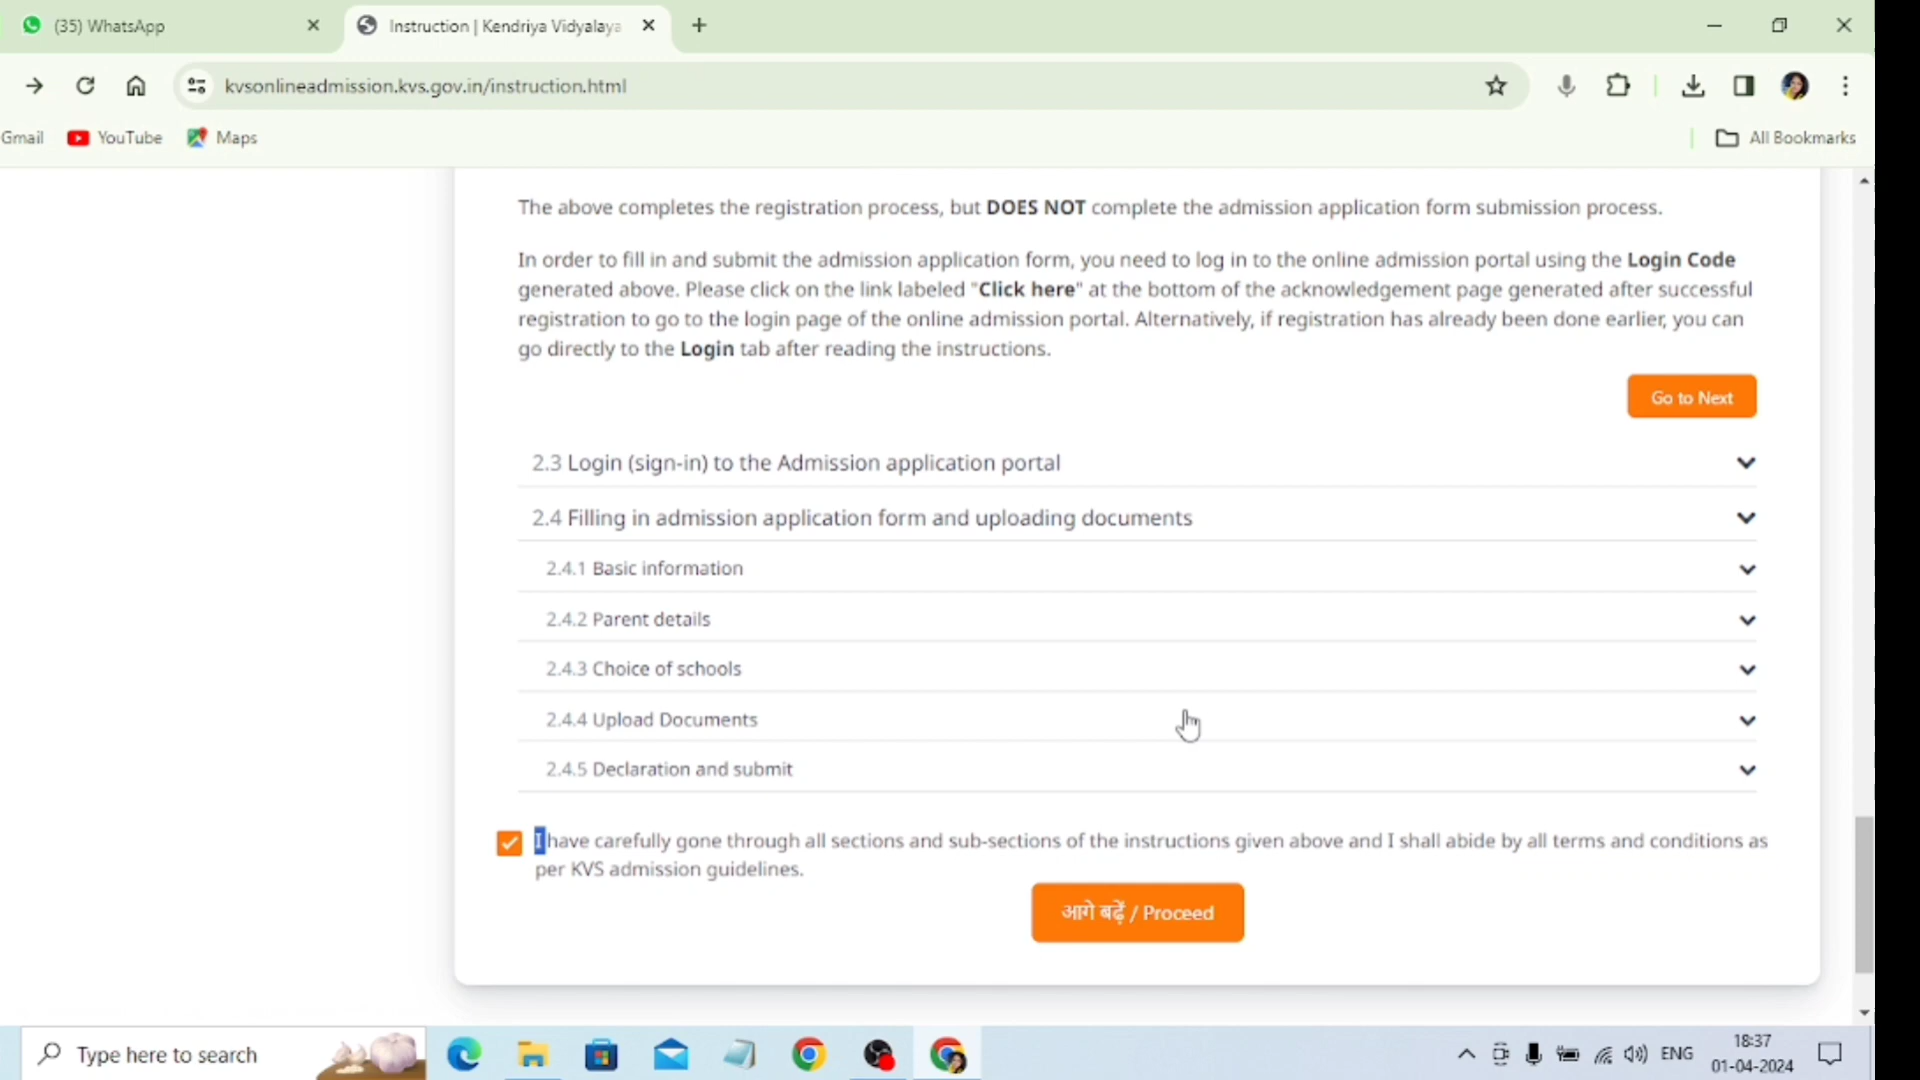 (35) WhatsApp
Instruction | Kendriya Vidyalaya
kvsonlineadmission.kvs.gov.in/instruction.html
Gmail
YouTube
Maps
All Bookmarks
The above completes the registration process, but DOES NOT complete the admission application form submission process.
In order to fill in and submit the admission application form, you need to log in to the online admission portal using the Login Code
generated above. Please click on the link labeled "Click here" at the bottom of the acknowledgement page generated after successful
registration to go to the login page of the online admission portal. Alternatively, if registration has already been done earlier, you can
go directly to the Login tab after reading the instructions.
Go to Next
2.3 Login (sign-in) to the Admission application portal
2.4 Filling in admission application form and uploading documents
2.4.1 Basic information
2.4.2 Parent details
2.4.3 Choice of schools
2.4.4 Upload Documents
2.4.5 Declaration and submit
I have carefully gone through all sections and sub-sections of the instructions given above and I shall abide by all terms and conditions as
per KVS admission guidelines.
आगे बढ़ें / Proceed
Type here to search
ENG
18:37
01-04-2024